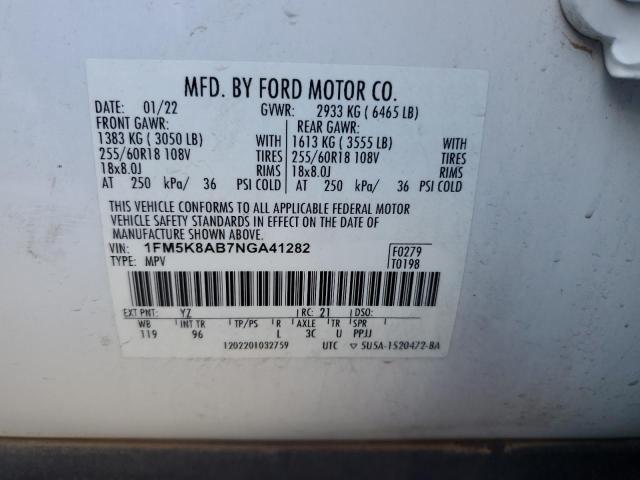 MFD. BY FORD MOTOR CO.
DATE: 01/22 GVWR: 2933 KG ( 6465 LB)
FRONT GAWR: REAR GAWR:
1383 KG ( 3050 LB) WITH 1613 KG ( 3555 LB) WITH
255/60R18 108V TIRES 255/60R18 108V TIRES
18x8.0J RIMS 18x8.0J RIMS
AT 250 kPa/ 36 PSI COLD AT 250 kPa/ 36 PSI COLD
THIS VEHICLE CONFORMS TO ALL APPLICABLE FEDERAL MOTOR
VEHICLE SAFETY STANDARDS IN EFFECT ON THE DATE OF
MANUFACTURE SHOWN ABOVE.
VIN: 1FM5K8AB7NGA41282 F0279
TYPE: MPV T0198
EXT PNT: YZ RC: 21 DSO:
WB INT TR TP/PS R AXLE TR SPR
119 96 L 3C U PPJJ
1202201032759 UTC ▽ 5U5A-1520472-BA